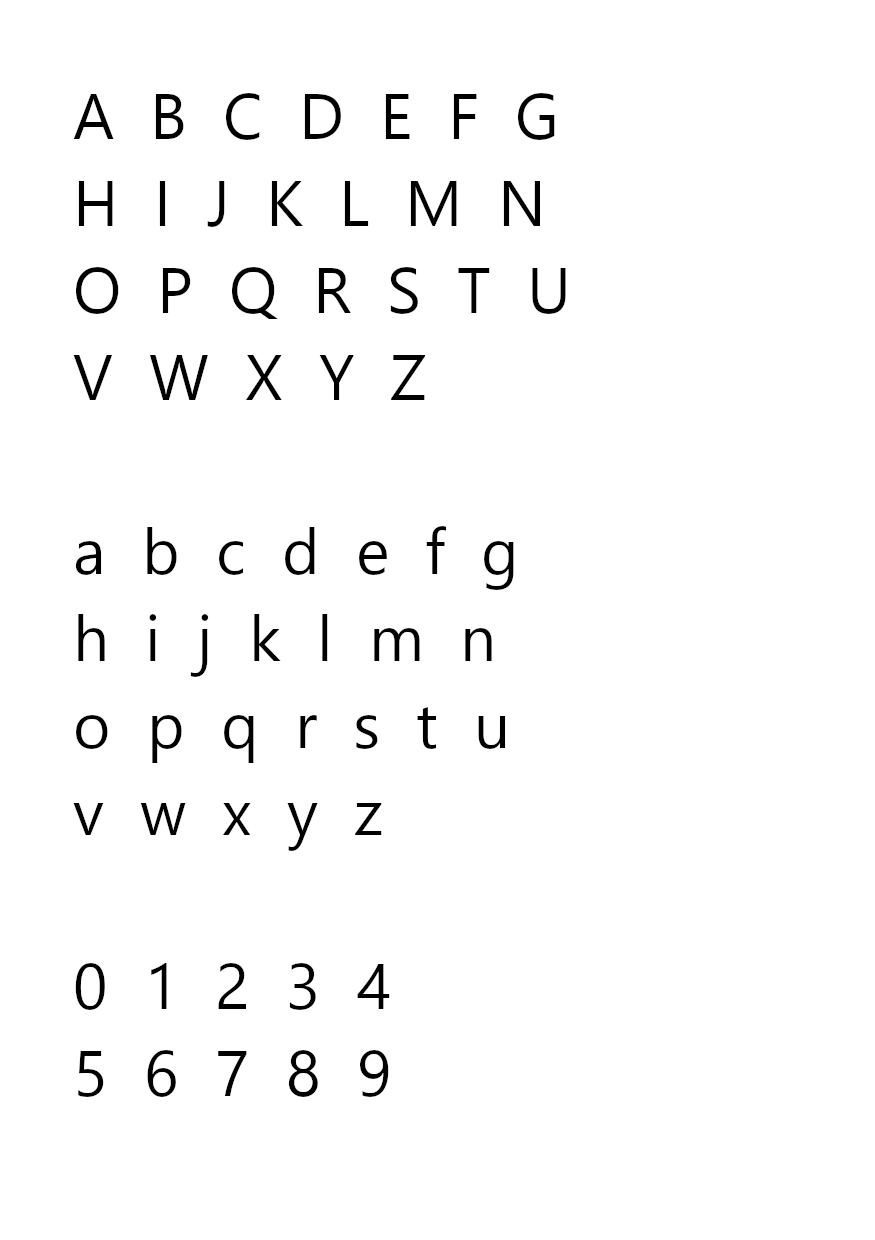 A B C D E F G
H I J K L M N
O P Q R S T U
V W X Y Z
a b c d e f g
h i j k l m n
o p q r s t u
v w x y z
0 1 2 3 4
5 6 7 8 9